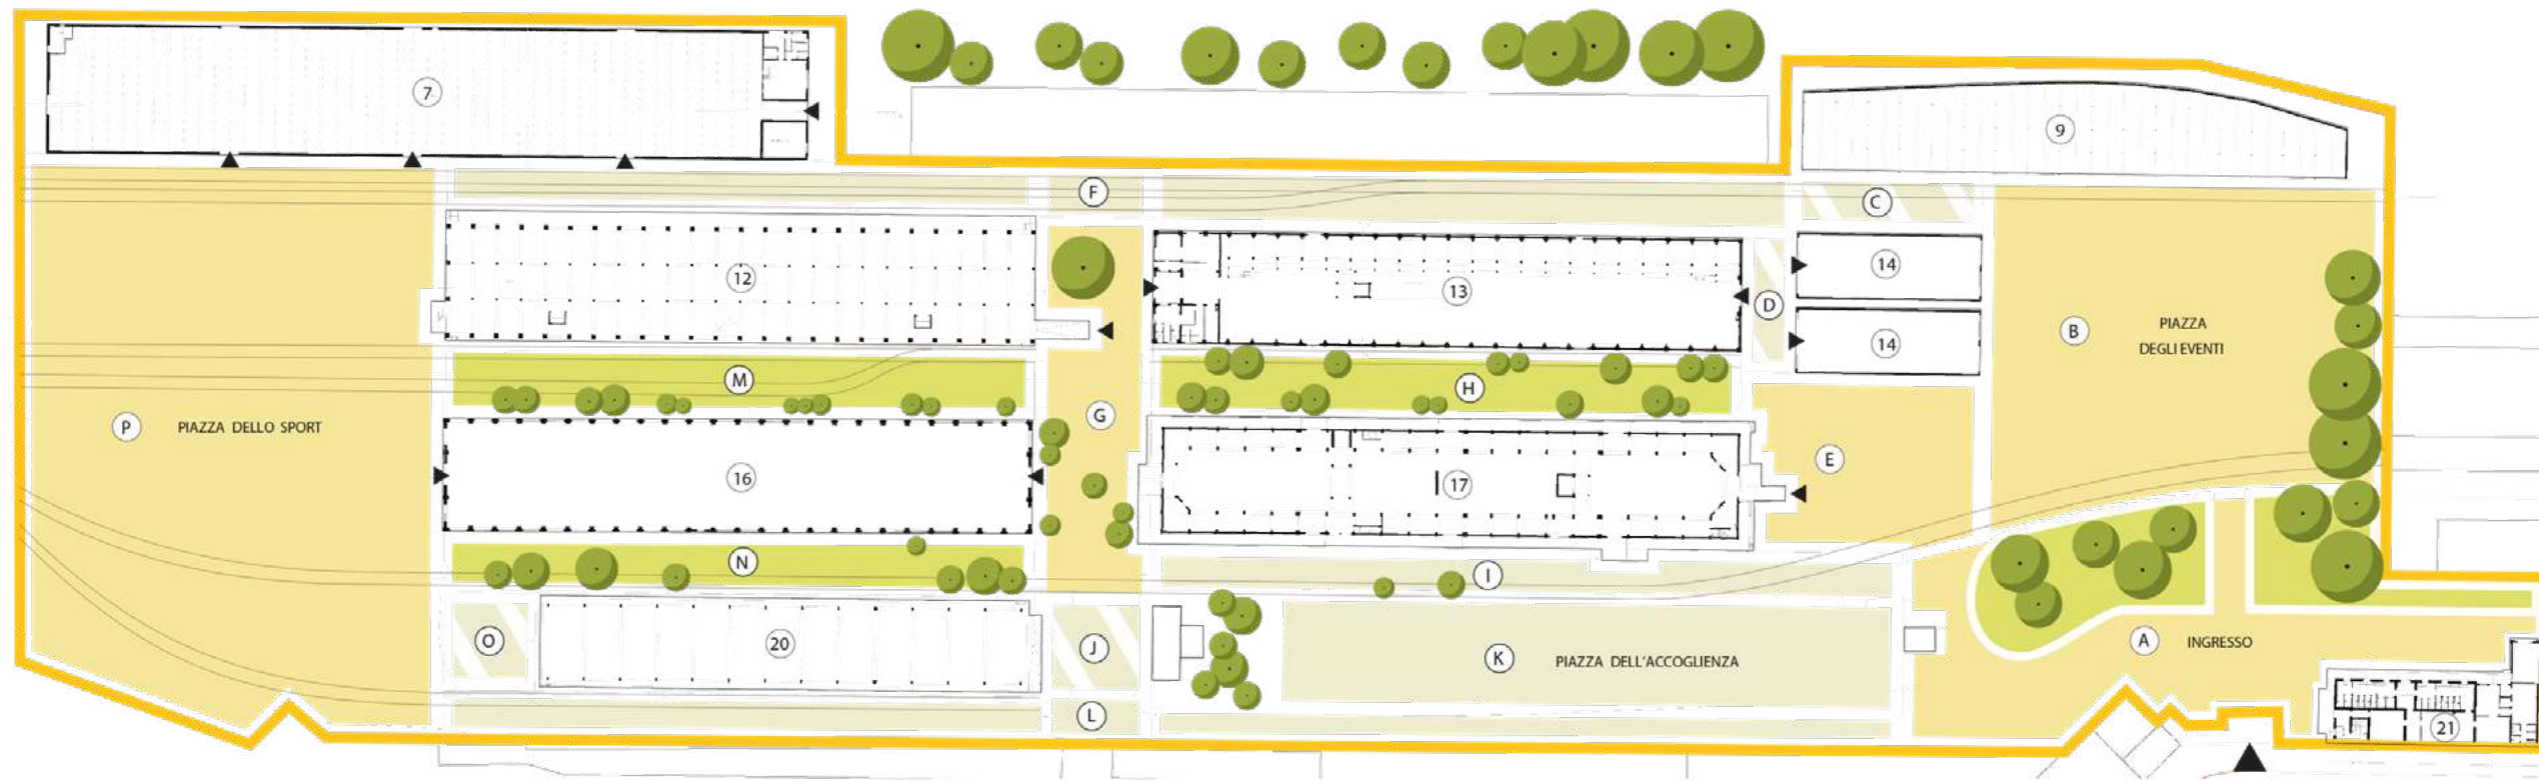 7
9
F
C
12
13
14
D
14
B
PIAZZA
DEGLI EVENTI
M
H
G
P
PIAZZA DELLO SPORT
E
16
17
N
I
O
20
J
K
PIAZZA DELL'ACCOGLIENZA
A
INGRESSO
L
21